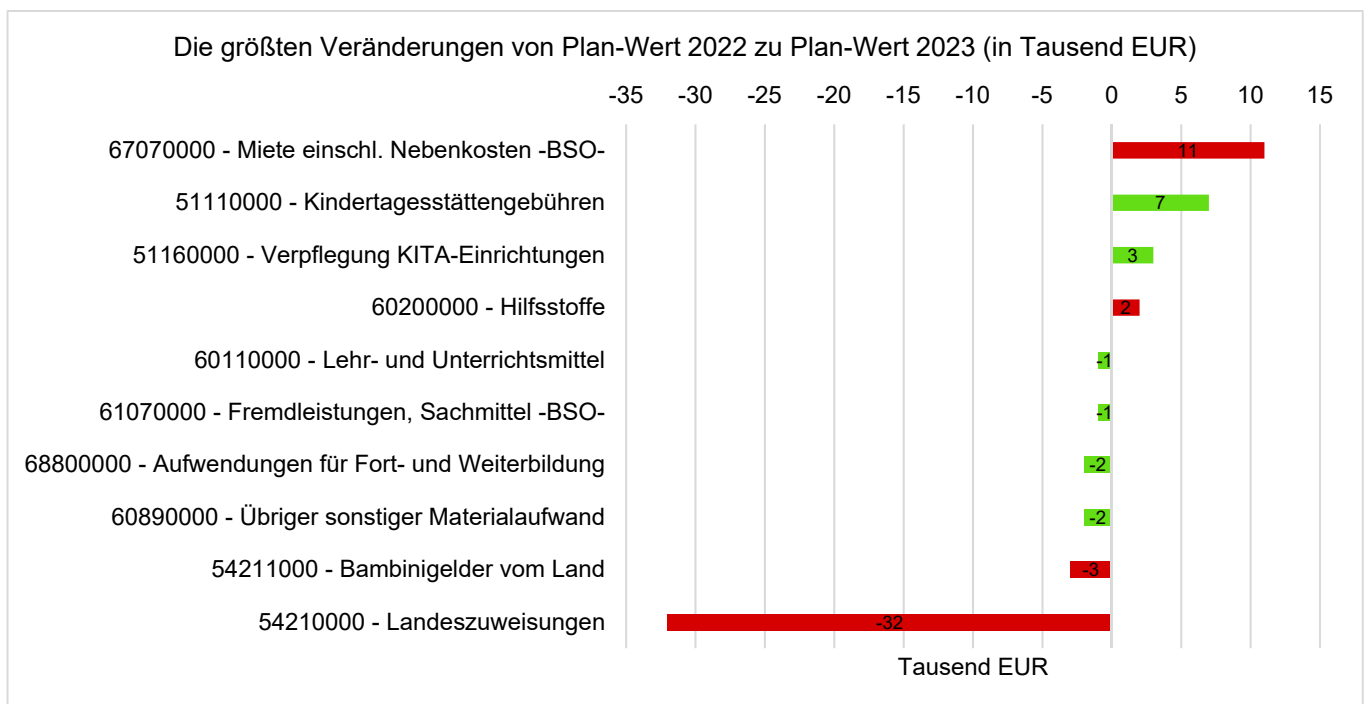 Die größten Veränderungen von Plan-Wert 2022 zu Plan-Wert 2023 (in Tausend EUR)
-35 -30 -25 -20 -15 -10 -5 0 5 10 15
67070000 - Miete einschl. Nebenkosten -BSO- 11
51110000 - Kindertagesstättengebühren 7
51160000 - Verpflegung KITA-Einrichtungen 3
60200000 - Hilfsstoffe 2
60110000 - Lehr- und Unterrichtsmittel -1
61070000 - Fremdleistungen, Sachmittel -BSO- -1
68800000 - Aufwendungen für Fort- und Weiterbildung -2
60890000 - Übriger sonstiger Materialaufwand -2
54211000 - Bambinigelder vom Land -3
54210000 - Landeszuweisungen -32
Tausend EUR